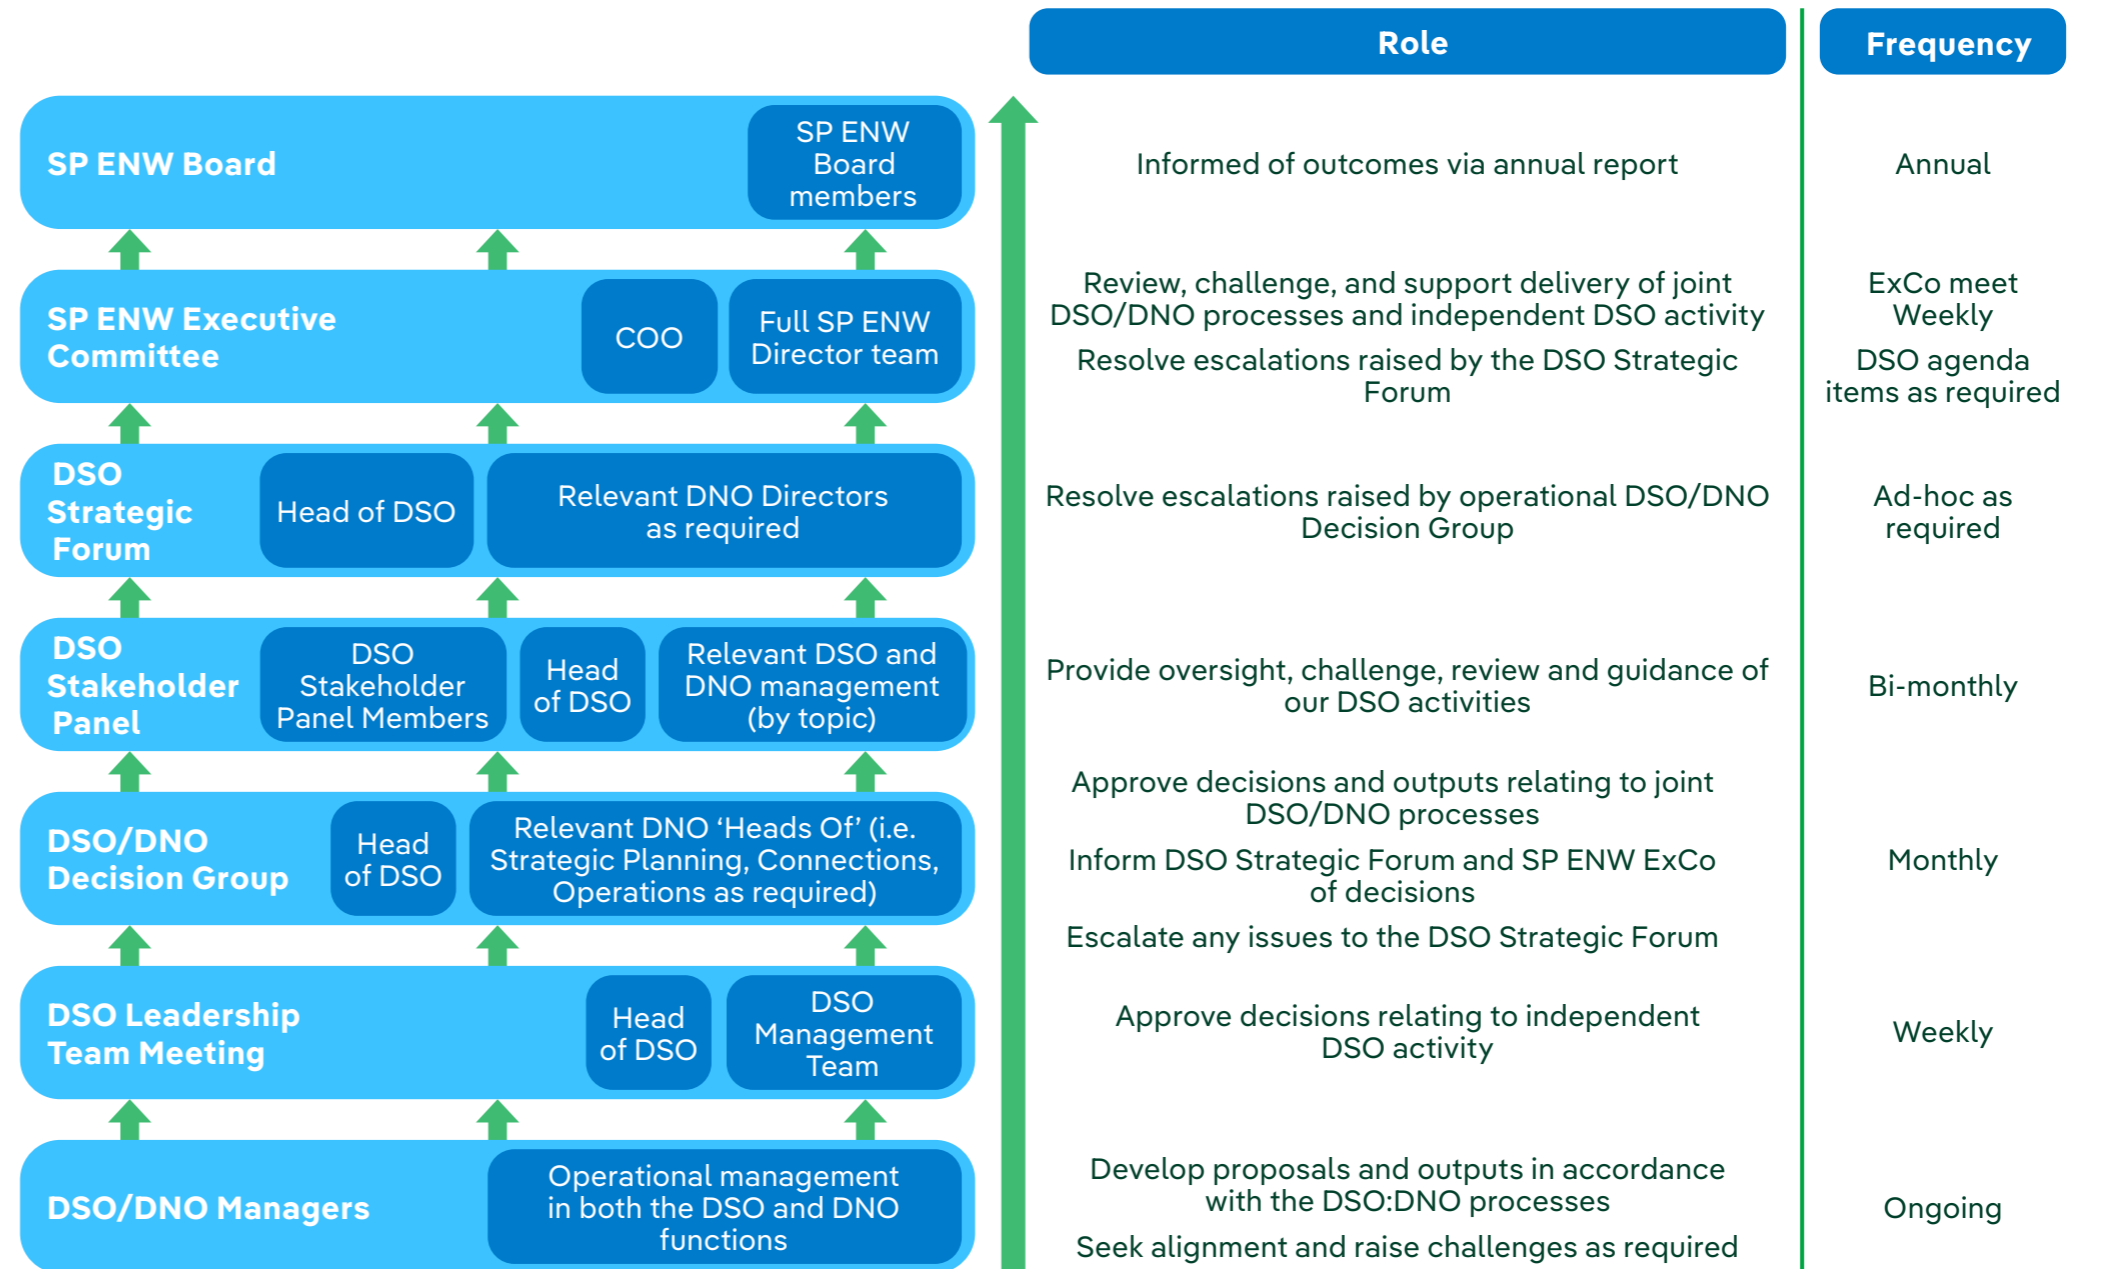 Role
Frequency
SP ENW Board
SP ENW
Board
members
Informed of outcomes via annual report
Annual
SP ENW Executive
Committee
COO
Full SP ENW
Director team
Review, challenge, and support delivery of joint
DSO/DNO processes and independent DSO activity
Resolve escalations raised by the DSO Strategic
Forum
ExCo meet
Weekly
DSO agenda
items as required
DSO
Strategic
Forum
Head of DSO
Relevant DNO Directors
as required
Resolve escalations raised by operational DSO/DNO
Decision Group
Ad-hoc as
required
DSO
Stakeholder
Panel
DSO
Stakeholder
Panel Members
Head
of DSO
Relevant DSO and
DNO management
(by topic)
Provide oversight, challenge, review and guidance of
our DSO activities
Bi-monthly
DSO/DNO
Decision Group
Head
of DSO
Relevant DNO ‘Heads Of’ (i.e.
Strategic Planning, Connections,
Operations as required)
Approve decisions and outputs relating to joint
DSO/DNO processes
Inform DSO Strategic Forum and SP ENW ExCo
of decisions
Escalate any issues to the DSO Strategic Forum
Monthly
DSO Leadership
Team Meeting
Head
of DSO
DSO
Management
Team
Approve decisions relating to independent
DSO activity
Weekly
DSO/DNO Managers
Operational management
in both the DSO and DNO
functions
Develop proposals and outputs in accordance
with the DSO:DNO processes
Seek alignment and raise challenges as required
Ongoing